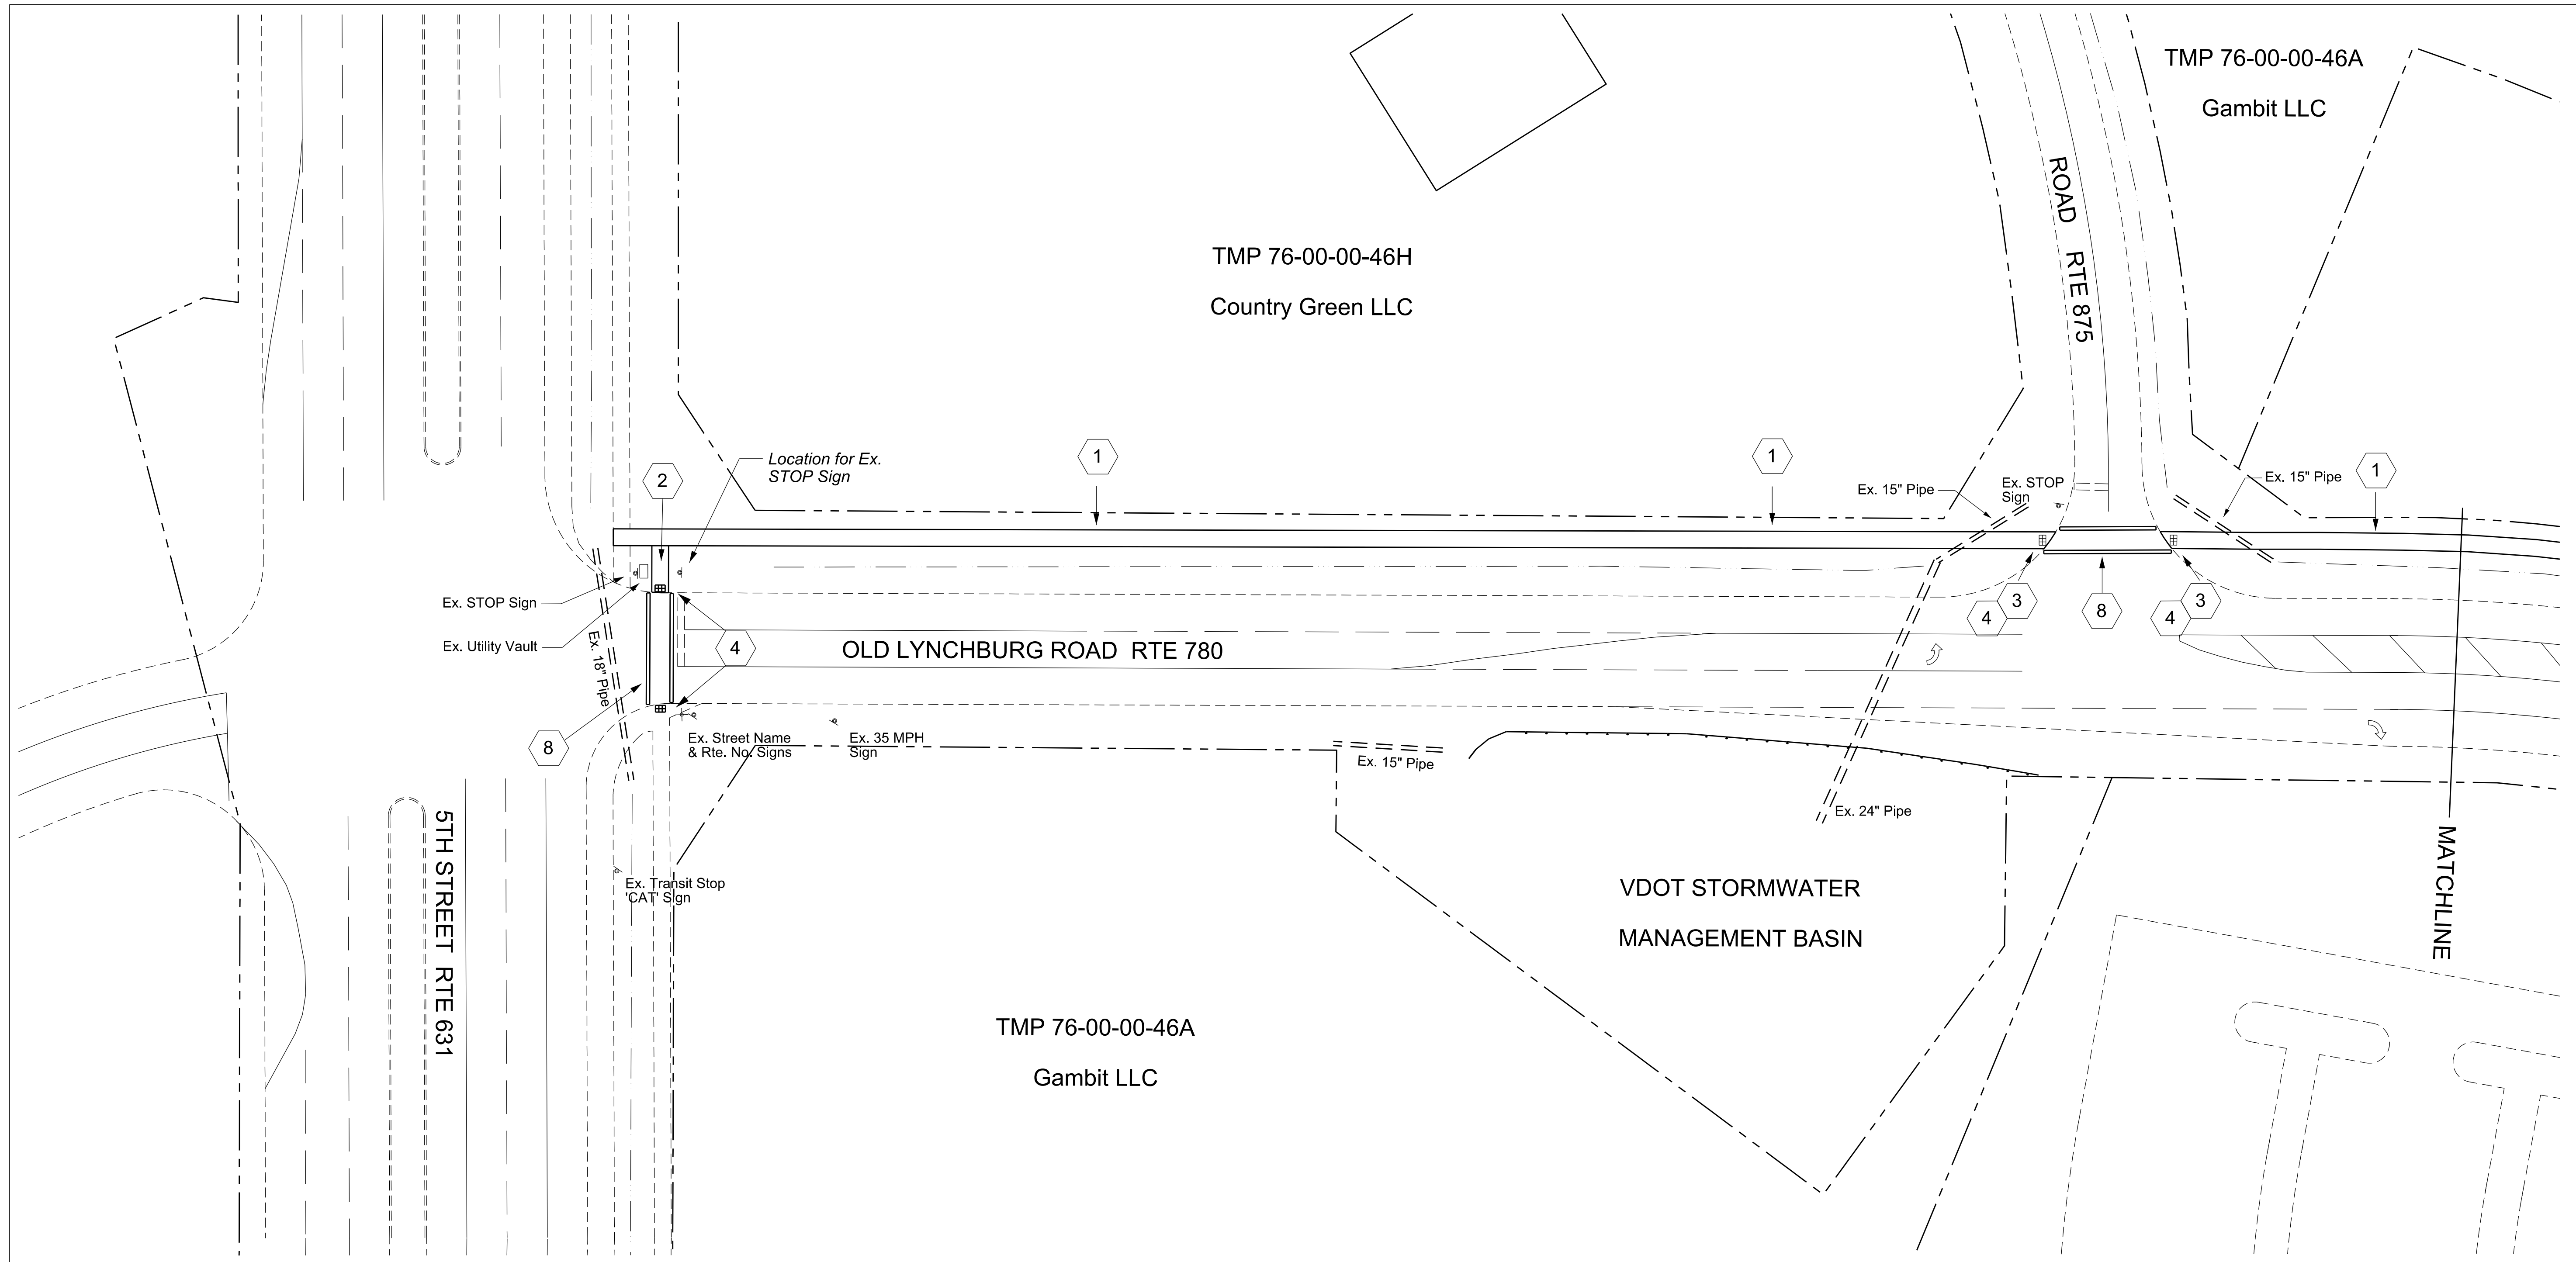 TMP 76-00-00-46A
Gambit LLC
ROAD RTE 875
TMP 76-00-00-46H
Country Green LLC
Location for Ex.
STOP Sign
2
1
1
Ex. 15" Pipe
Ex. STOP
Sign
Ex. 15" Pipe
1
Ex. STOP Sign
Ex. Utility Vault
Ex. 18" Pipe
4
OLD LYNCHBURG ROAD RTE 780
4
3
8
4
3
8
Ex. Street Name
& Rte. No. Signs
Ex. 35 MPH
Sign
Ex. 15" Pipe
Ex. 24" Pipe
5TH STREET RTE 631
Ex. Transit Stop
'CAT' Sign
VDOT STORMWATER
MANAGEMENT BASIN
MATCHLINE
TMP 76-00-00-46A
Gambit LLC